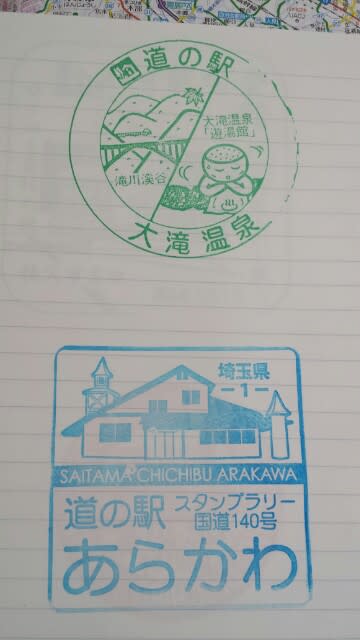 道の駅
大滝温泉
「遊湯館」
滝川渓谷
大滝温泉
埼玉県
-1-
SAITAMA CHICHIBU ARAKAWA
道の駅 スタンプラリー
国道140号
あらかわ